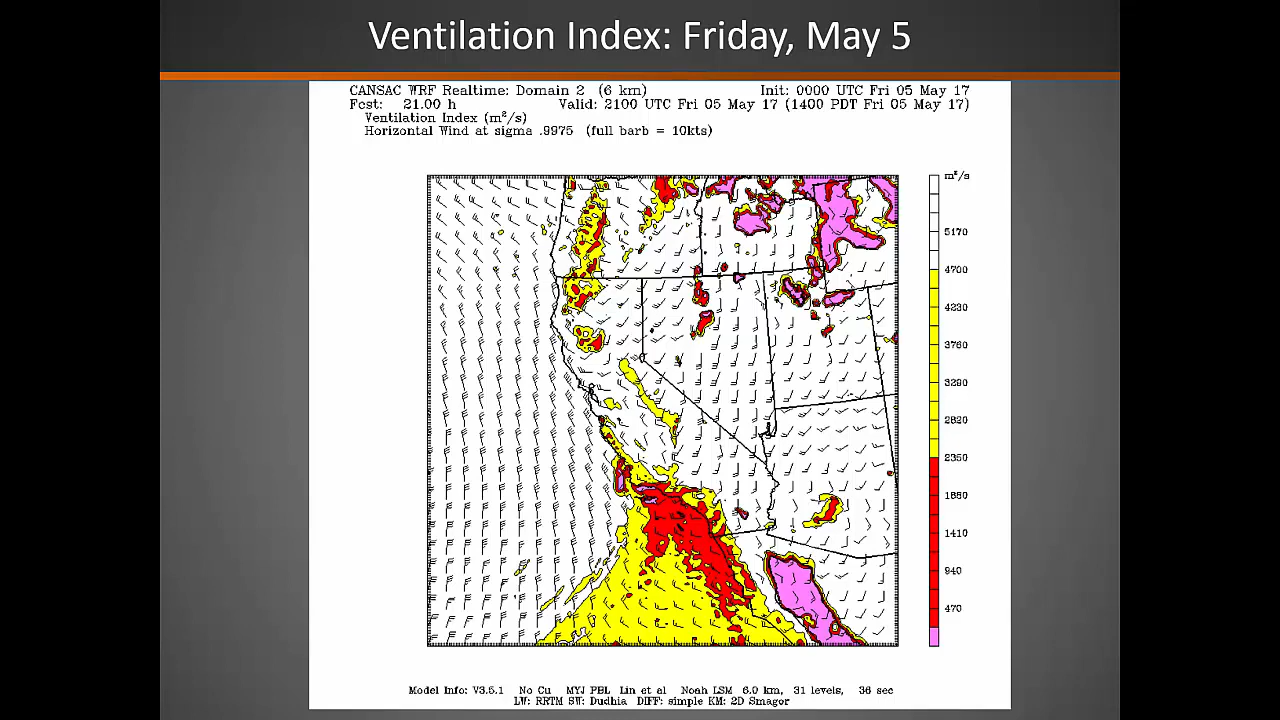 Ventilation Index: Friday, May 5
CANSAC WRF Realtime: Domain 2 (6 km) Init: 0000 UTC Fri 05 May 17
Fcst: 21.00 h Valid: 2100 UTC Fri 05 May 17 (1400 PDT Fri 05 May 17)
Ventilation Index (m²/s)
Horizontal Wind at sigma .9975 (full barb = 10kts)
m²/s
5170
4700
4230
3760
3290
2820
2350
1880
1410
940
470
Model Info: V3.5.1 No Cu MYJ PBL Lin et al Noah LSM 6.0 km, 31 levels, 36 sec
LW: RRTM SW: Dudhia DIFF: simple KM: 2D Smagor